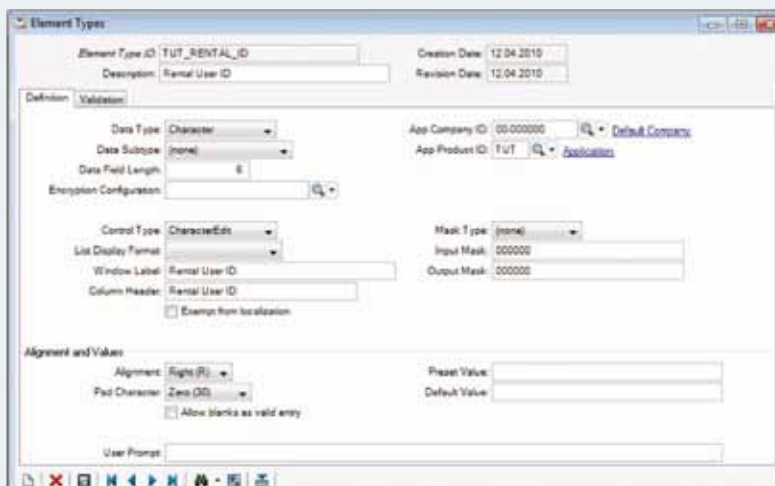 Element Types
Element Type ID: TUT_RENTAL_ID Creation Date: 12.04.2010
Description: Rental User ID Revision Date: 12.04.2010
Definition Validation
Data Type: Character App Company ID: 00-000000 Default Company
Data Subtype: (none) App Product ID: TUT Application
Data Field Length: 6
Encryption Configuration:
Control Type: CharacterEdit Mask Type: (none)
List Display Format: Input Mask: 000000
Window Label: Rental User ID Output Mask: 000000
Column Header: Rental User ID
Exempt from localization
Alignment and Values
Alignment: Right (R) Preset Value:
Pad Character: Zero (30) Default Value:
Allow blanks as valid entry
User Prompt: